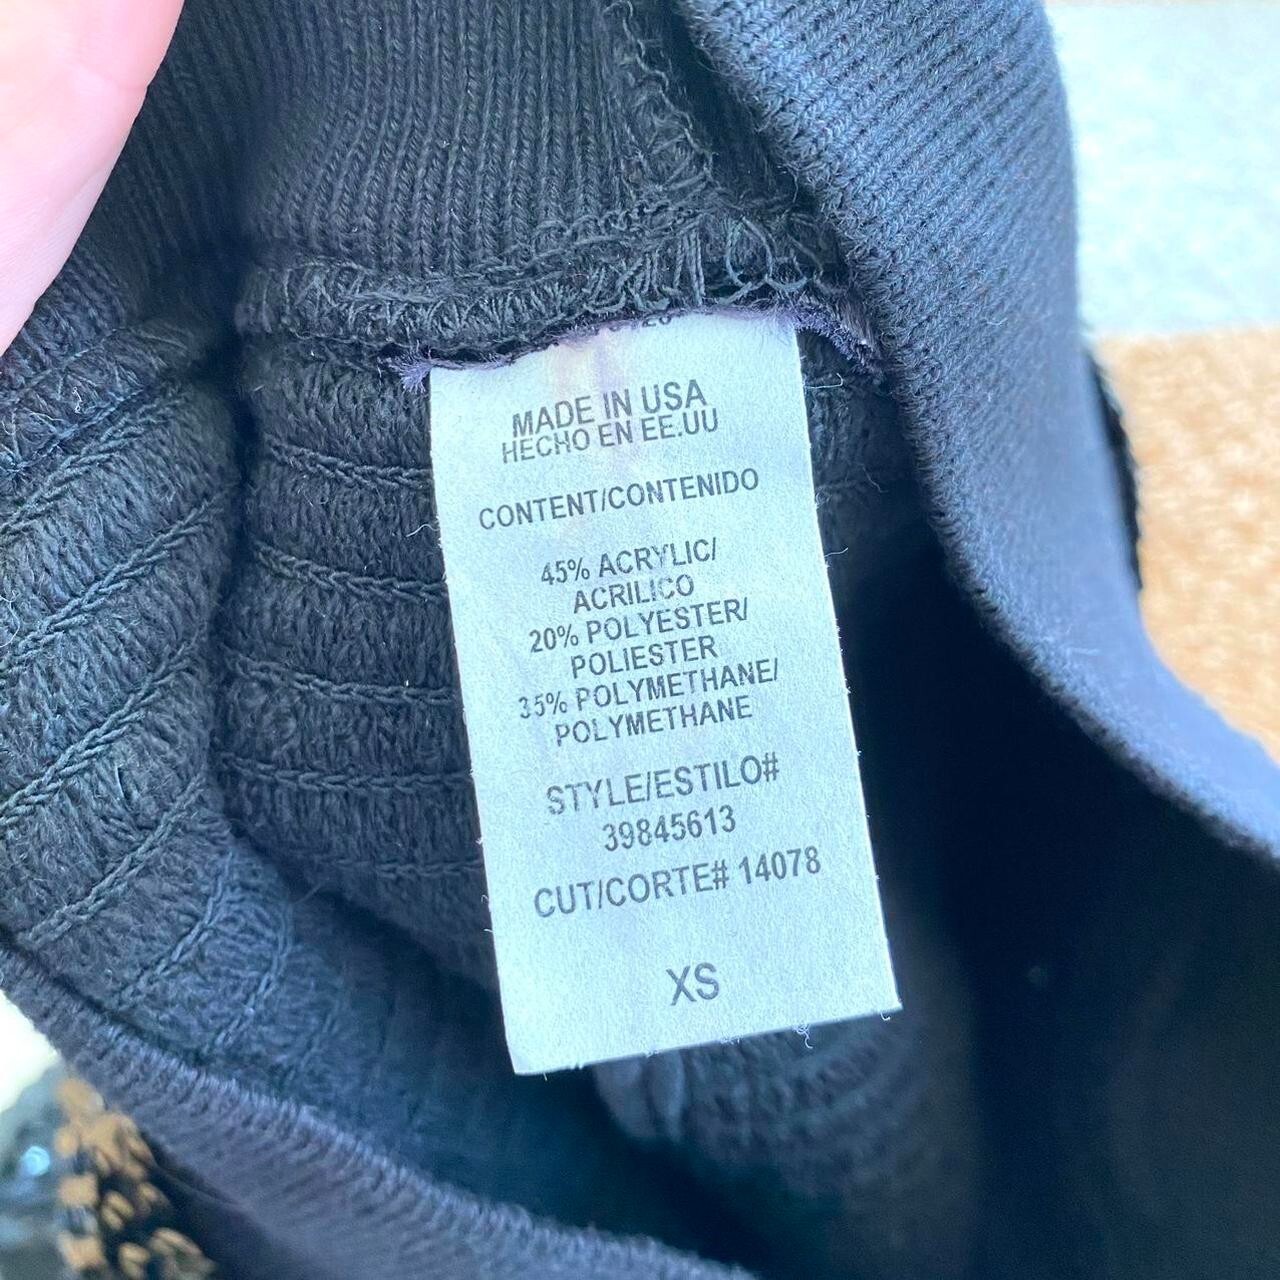 MADE IN USA
HECHO EN EE.UU
CONTENT/CONTENIDO
45% ACRYLIC/
ACRILICO
20% POLYESTER/
POLIESTER
35% POLYMETHANE/
POLYMETHANE
STYLE/ESTILO#
39845613
CUT/CORTE# 14078
XS